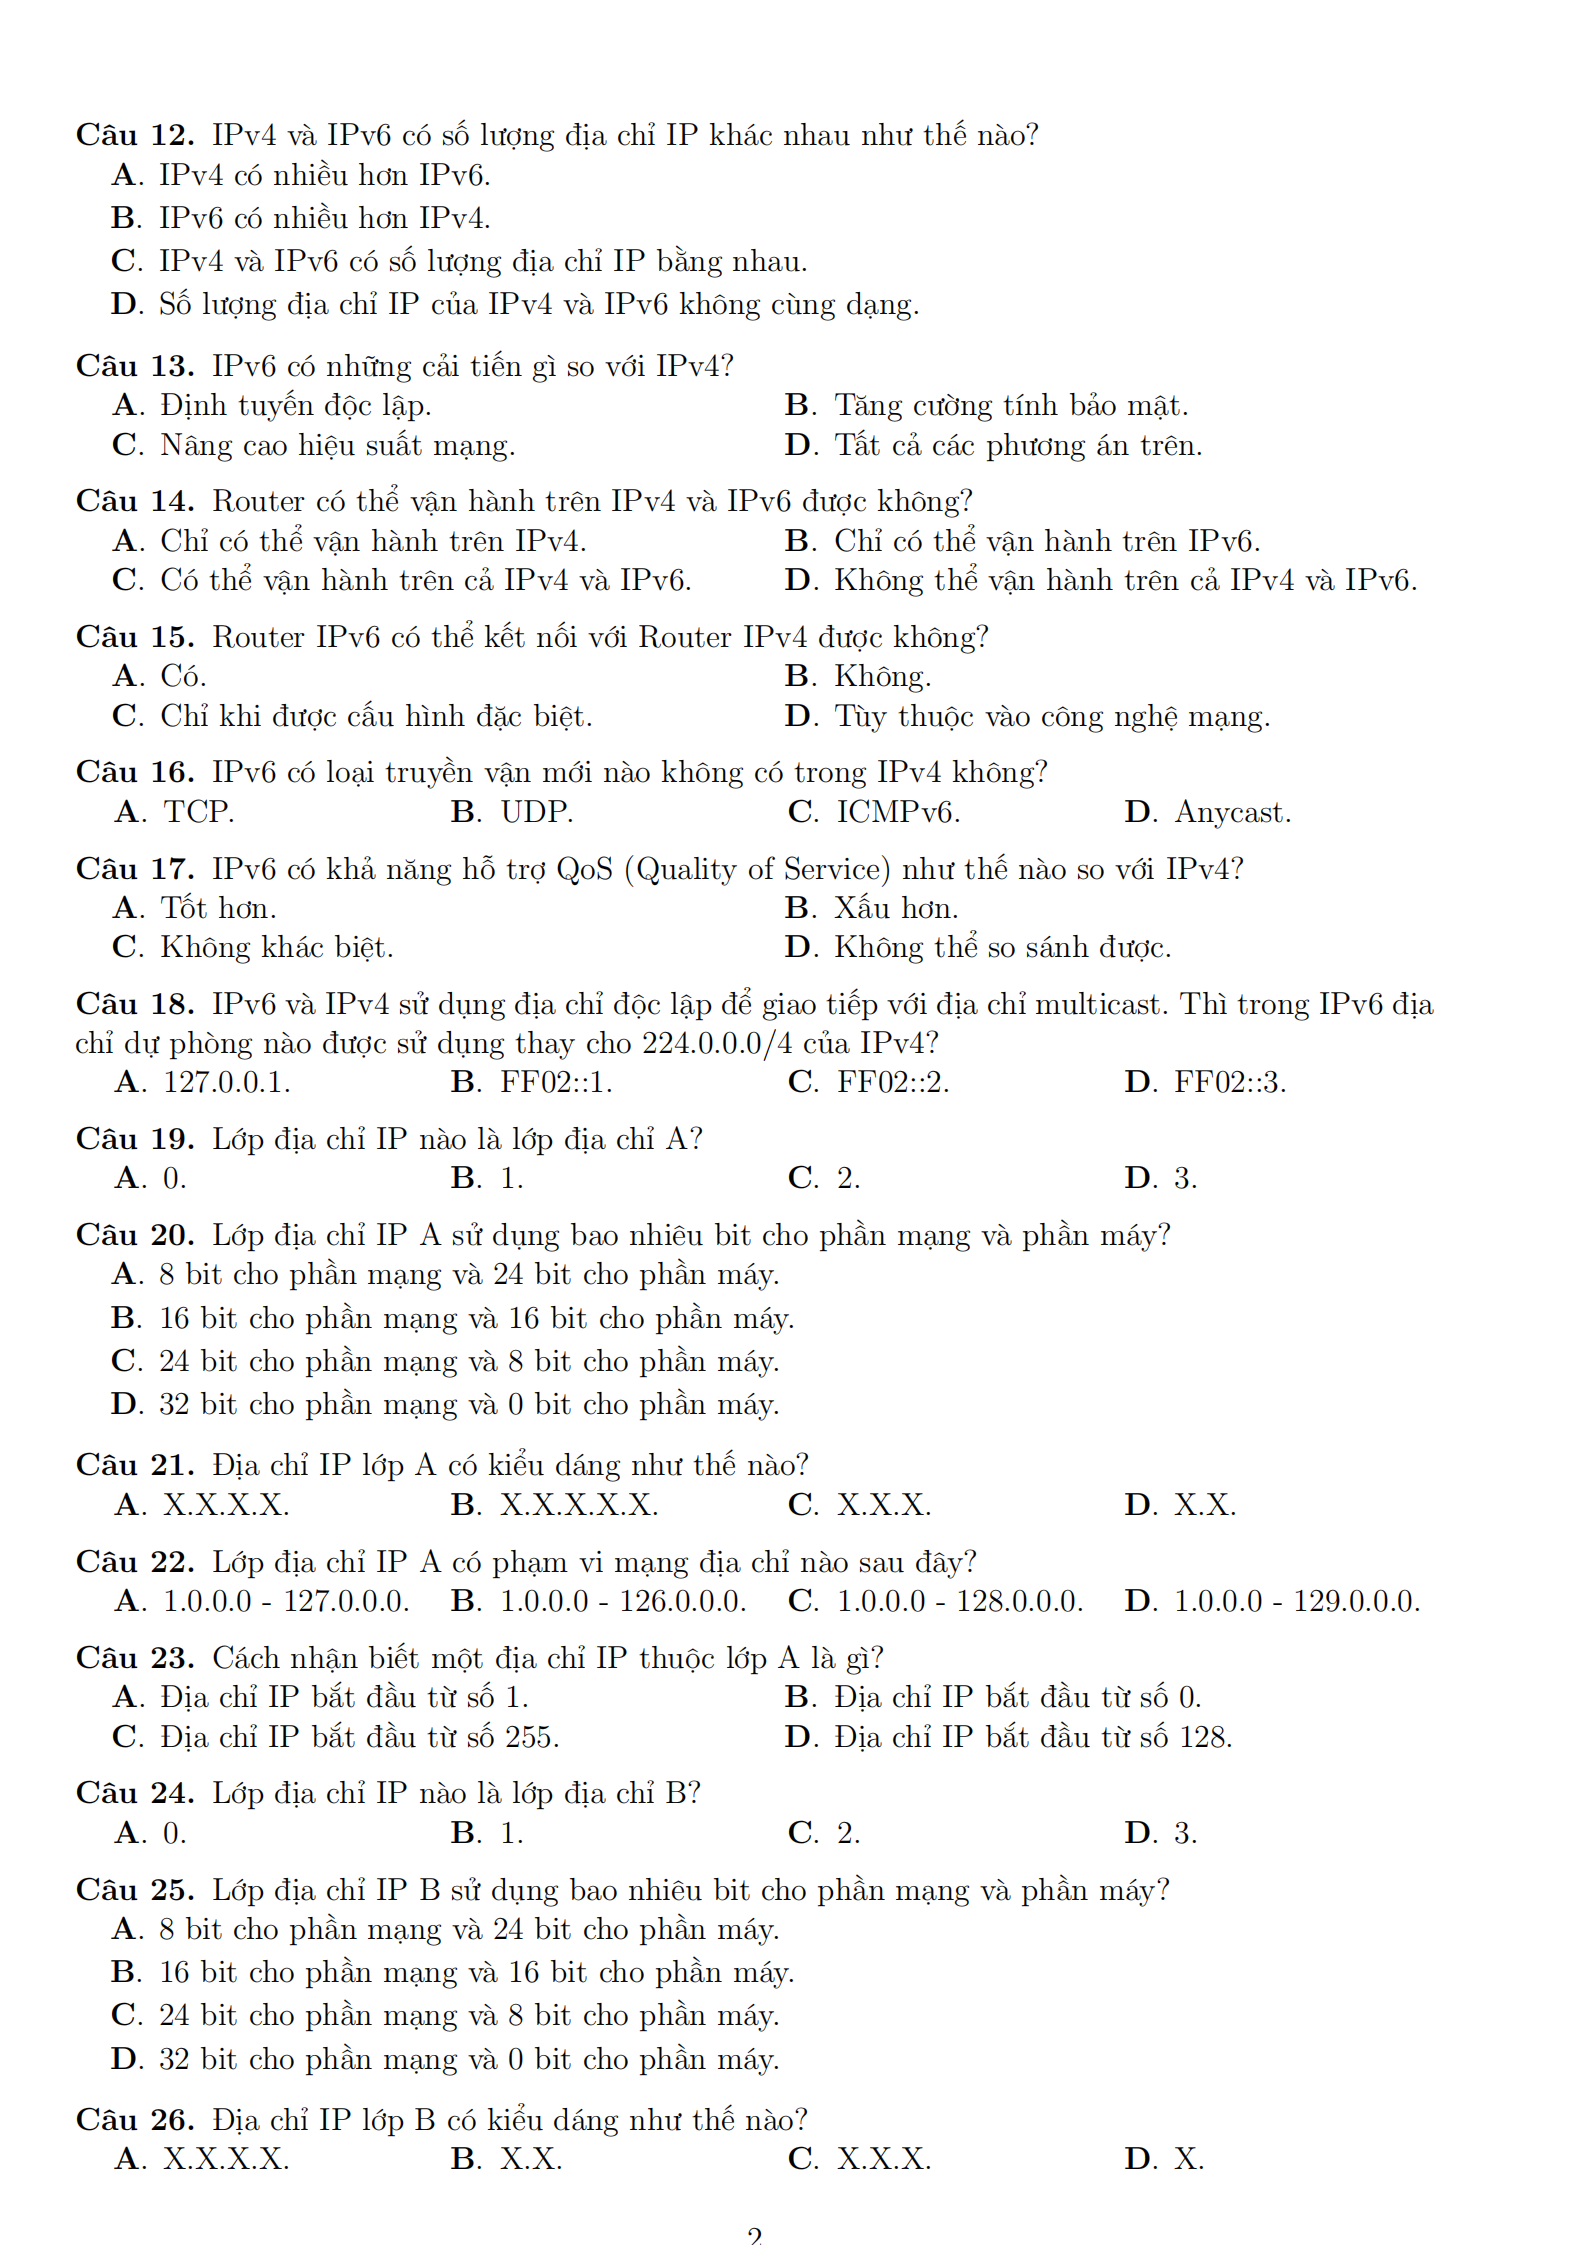 Câu 12. IPv4 và IPv6 có số lượng địa chỉ IP khác nhau như thế nào?
A. IPv4 có nhiều hơn IPv6.
B. IPv6 có nhiều hơn IPv4.
C. IPv4 và IPv6 có số lượng địa chỉ IP bằng nhau.
D. Số lượng địa chỉ IP của IPv4 và IPv6 không cùng dạng.
Câu 13. IPv6 có những cải tiến gì so với IPv4?
A. Định tuyến độc lập. B. Tăng cường tính bảo mật.
C. Nâng cao hiệu suất mạng. D. Tất cả các phương án trên.
Câu 14. Router có thể vận hành trên IPv4 và IPv6 được không?
A. Chỉ có thể vận hành trên IPv4. B. Chỉ có thể vận hành trên IPv6.
C. Có thể vận hành trên cả IPv4 và IPv6. D. Không thể vận hành trên cả IPv4 và IPv6.
Câu 15. Router IPv6 có thể kết nối với Router IPv4 được không?
A. Có. B. Không.
C. Chỉ khi được cấu hình đặc biệt. D. Tùy thuộc vào công nghệ mạng.
Câu 16. IPv6 có loại truyền vận mới nào không có trong IPv4 không?
A. TCP. B. UDP. C. ICMPv6. D. Anycast.
Câu 17. IPv6 có khả năng hỗ trợ QoS (Quality of Service) như thế nào so với IPv4?
A. Tốt hơn. B. Xấu hơn.
C. Không khác biệt. D. Không thể so sánh được.
Câu 18. IPv6 và IPv4 sử dụng địa chỉ độc lập để giao tiếp với địa chỉ multicast. Thì trong IPv6 địa
chỉ dự phòng nào được sử dụng thay cho 224.0.0.0/4 của IPv4?
A. 127.0.0.1. B. FF02::1. C. FF02::2. D. FF02::3.
Câu 19. Lớp địa chỉ IP nào là lớp địa chỉ A?
A. 0. B. 1. C. 2. D. 3.
Câu 20. Lớp địa chỉ IP A sử dụng bao nhiêu bit cho phần mạng và phần máy?
A. 8 bit cho phần mạng và 24 bit cho phần máy.
B. 16 bit cho phần mạng và 16 bit cho phần máy.
C. 24 bit cho phần mạng và 8 bit cho phần máy.
D. 32 bit cho phần mạng và 0 bit cho phần máy.
Câu 21. Địa chỉ IP lớp A có kiểu dáng như thế nào?
A. X.X.X.X. B. X.X.X.X.X. C. X.X.X. D. X.X.
Câu 22. Lớp địa chỉ IP A có phạm vi mạng địa chỉ nào sau đây?
A. 1.0.0.0 - 127.0.0.0. B. 1.0.0.0 - 126.0.0.0. C. 1.0.0.0 - 128.0.0.0. D. 1.0.0.0 - 129.0.0.0.
Câu 23. Cách nhận biết một địa chỉ IP thuộc lớp A là gì?
A. Địa chỉ IP bắt đầu từ số 1. B. Địa chỉ IP bắt đầu từ số 0.
C. Địa chỉ IP bắt đầu từ số 255. D. Địa chỉ IP bắt đầu từ số 128.
Câu 24. Lớp địa chỉ IP nào là lớp địa chỉ B?
A. 0. B. 1. C. 2. D. 3.
Câu 25. Lớp địa chỉ IP B sử dụng bao nhiêu bit cho phần mạng và phần máy?
A. 8 bit cho phần mạng và 24 bit cho phần máy.
B. 16 bit cho phần mạng và 16 bit cho phần máy.
C. 24 bit cho phần mạng và 8 bit cho phần máy.
D. 32 bit cho phần mạng và 0 bit cho phần máy.
Câu 26. Địa chỉ IP lớp B có kiểu dáng như thế nào?
A. X.X.X.X. B. X.X. C. X.X.X. D. X.
2